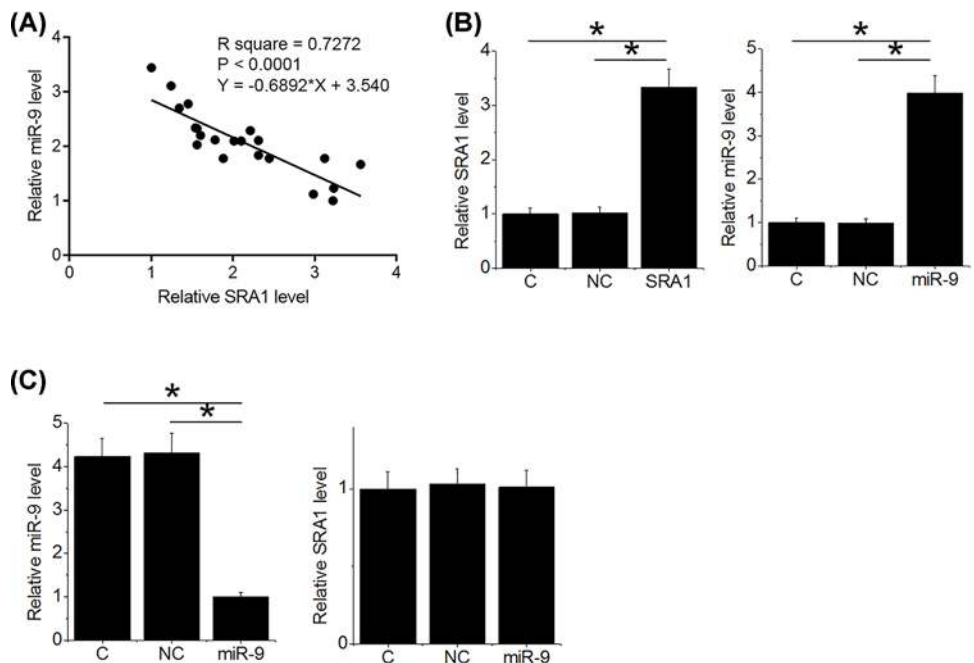 (A)
R square = 0.7272
P < 0.0001
Y = -0.6892*X + 3.540
Relative miR-9 level
4
3
2
1
0
0 1 2 3 4
Relative SRA1 level
(B)
* *
Relative SRA1 level
4
3
2
1
0
C NC SRA1
* *
Relative miR-9 level
5
4
3
2
1
0
C NC miR-9
(C)
* *
Relative miR-9 level
5
4
3
2
1
0
C NC miR-9
Relative SRA1 level
1
0
C NC miR-9